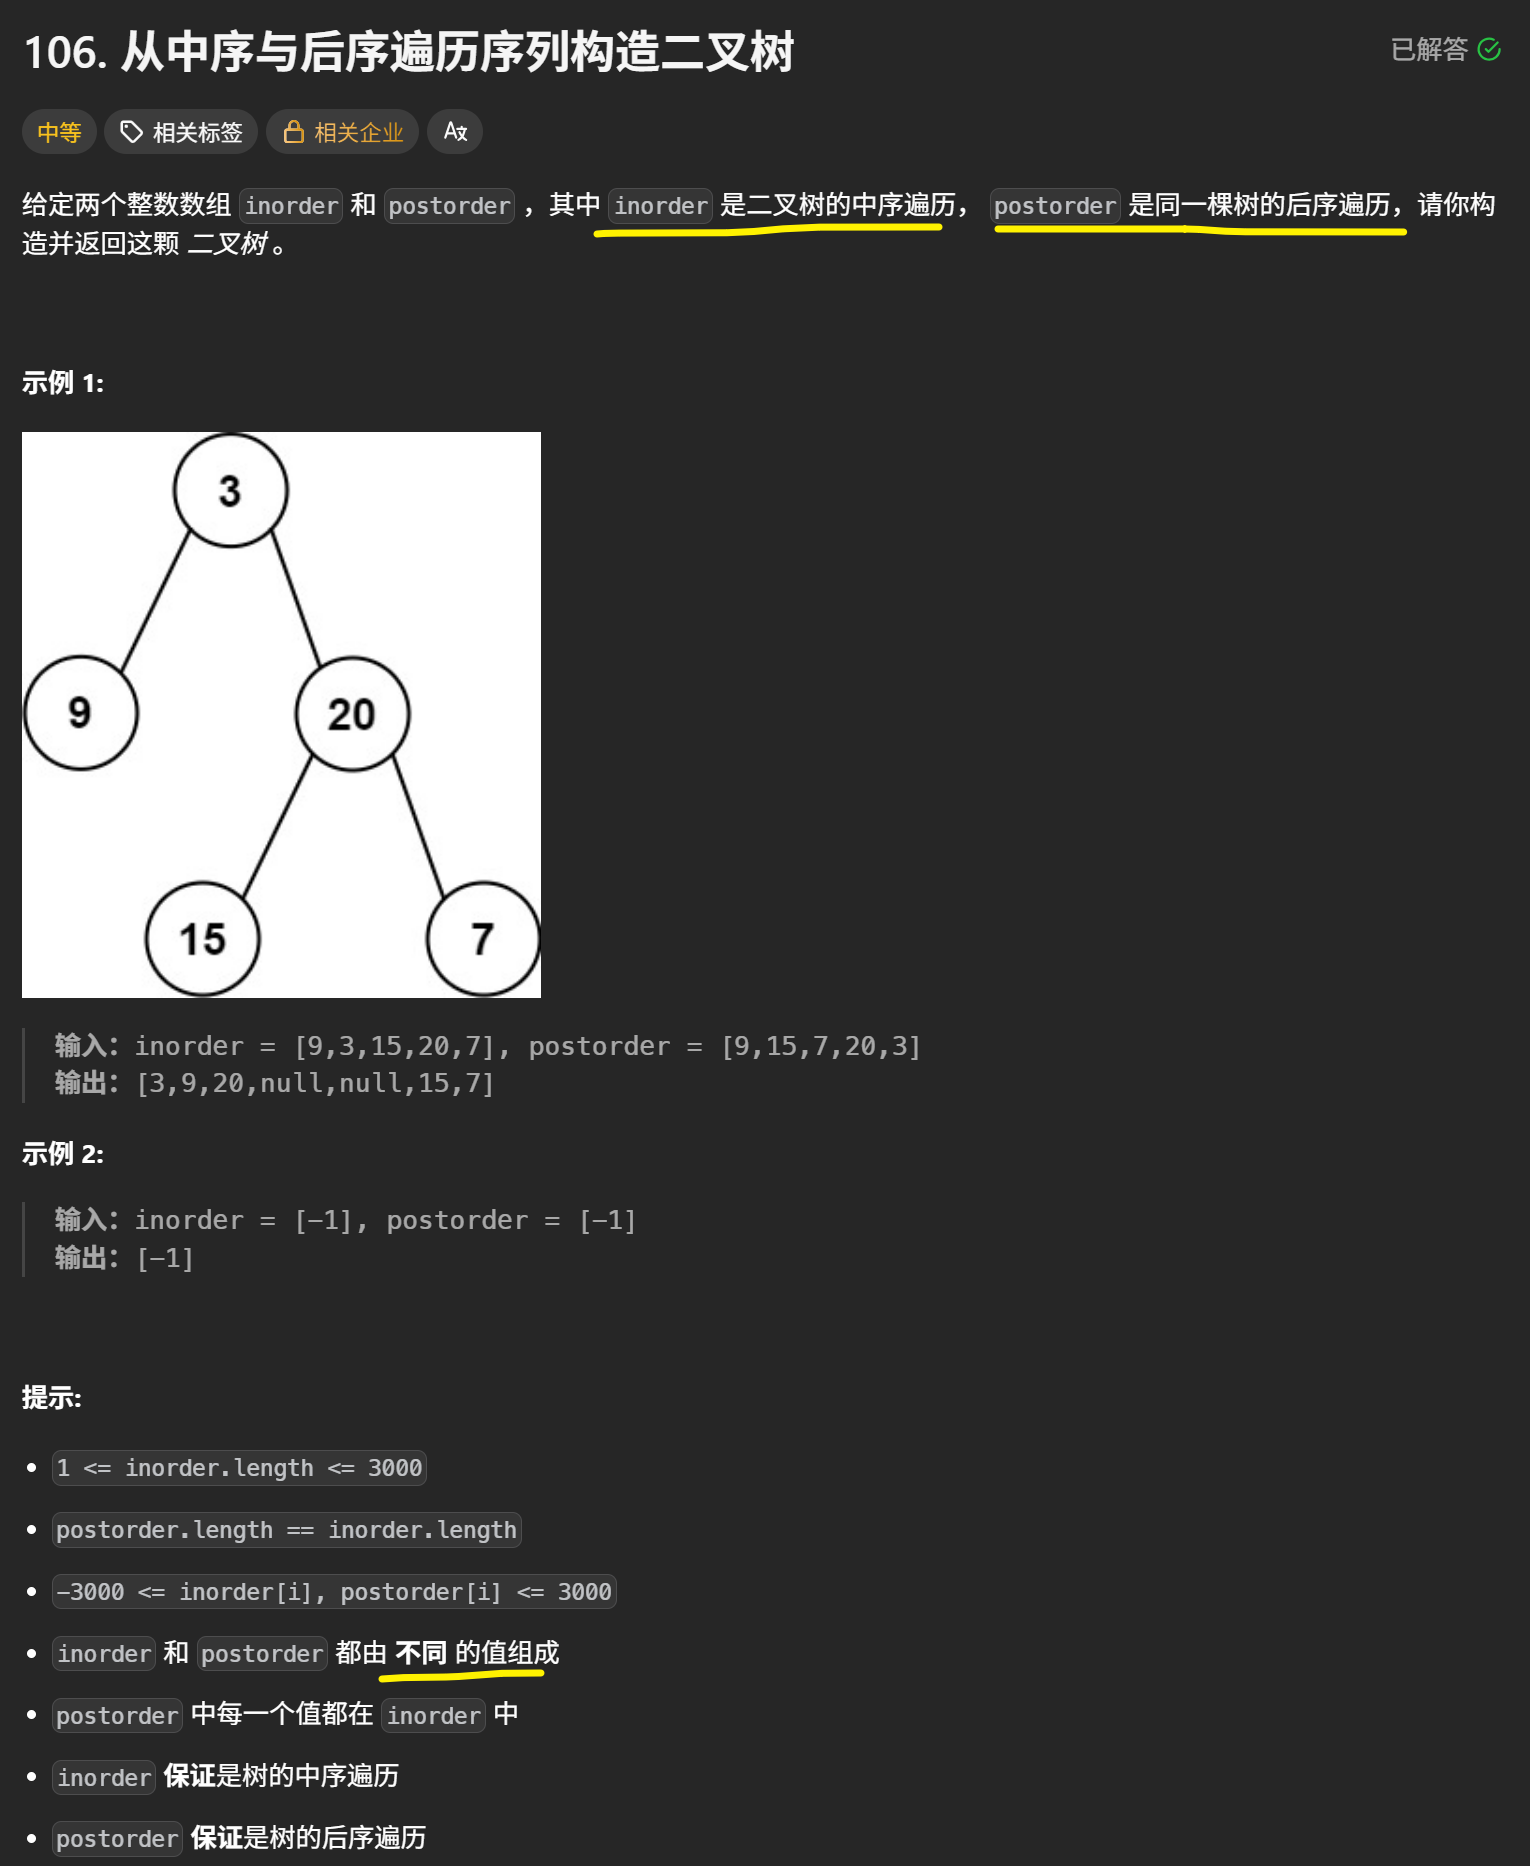 106. 从中序与后序遍历序列构造二叉树
已解答
中等 相关标签 相关企业
给定两个整数数组 inorder 和 postorder ，其中 inorder 是二叉树的中序遍历， postorder 是同一棵树的后序遍历，请你构
造并返回这颗 二叉树 。
示例 1:
3
9
20
15
7
输入：inorder = [9,3,15,20,7], postorder = [9,15,7,20,3]
输出：[3,9,20,null,null,15,7]
示例 2:
输入：inorder = [-1], postorder = [-1]
输出：[-1]
提示:
1 <= inorder.length <= 3000
postorder.length == inorder.length
-3000 <= inorder[i], postorder[i] <= 3000
inorder 和 postorder 都由 不同 的值组成
postorder 中每一个值都在 inorder 中
inorder 保证是树的中序遍历
postorder 保证是树的后序遍历